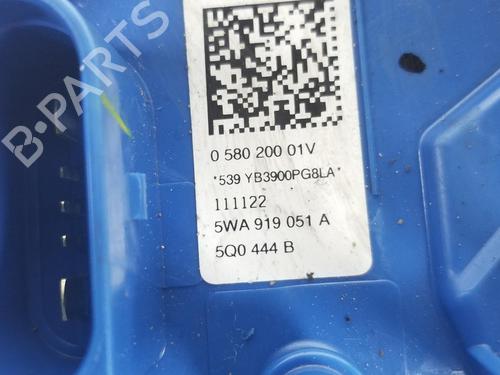 0 580 200 01V
*539 YB3900PG8LA*
111122
5WA 919 051 A
5Q0 444 B
B-PARTS